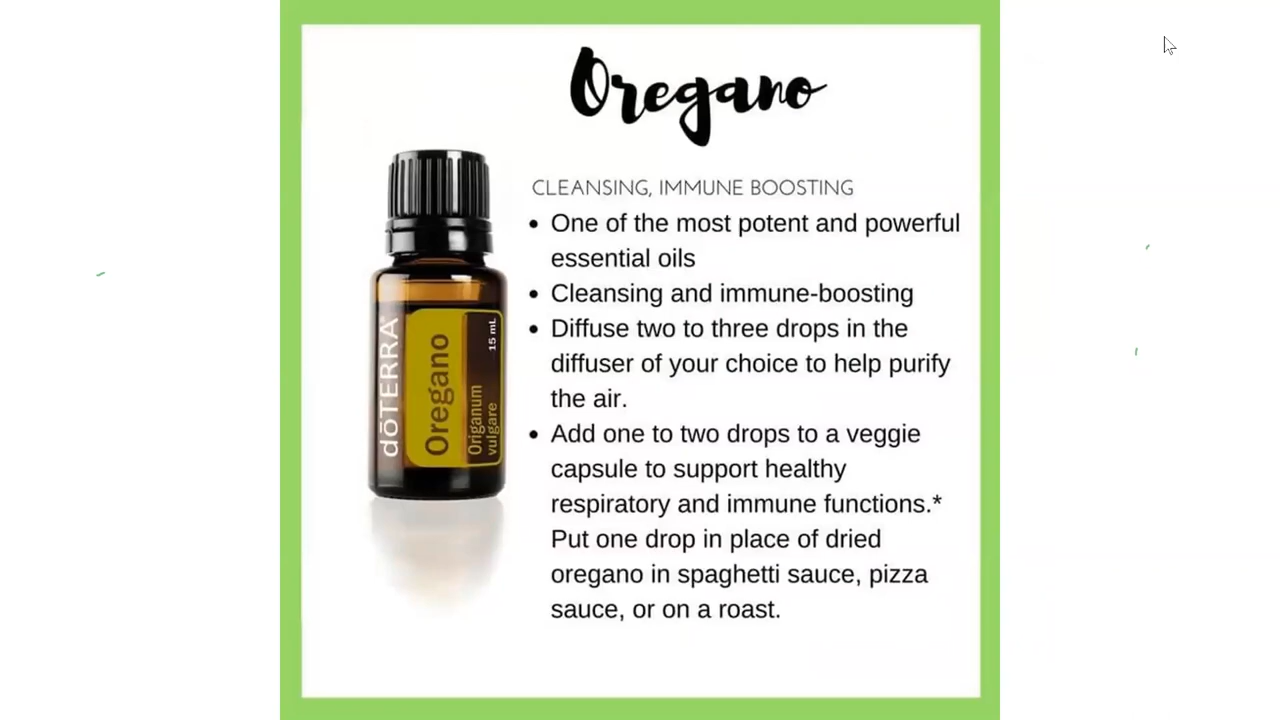 Oregano
CLEANSING, IMMUNE BOOSTING
• One of the most potent and powerful
essential oils
• Cleansing and immune-boosting
• Diffuse two to three drops in the
diffuser of your choice to help purify
the air.
• Add one to two drops to a veggie
capsule to support healthy
respiratory and immune functions.*
Put one drop in place of dried
oregano in spaghetti sauce, pizza
sauce, or on a roast.
dōTERRA®
Oregano
Origanum
vulgare
15 mL